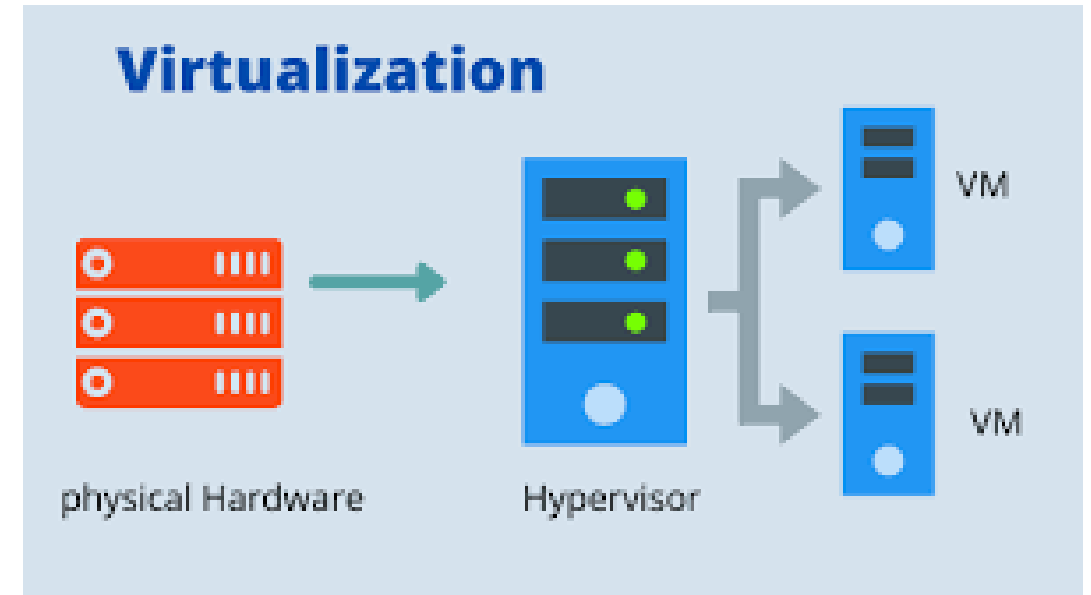 Virtualization
VM
physical Hardware
Hypervisor
VM